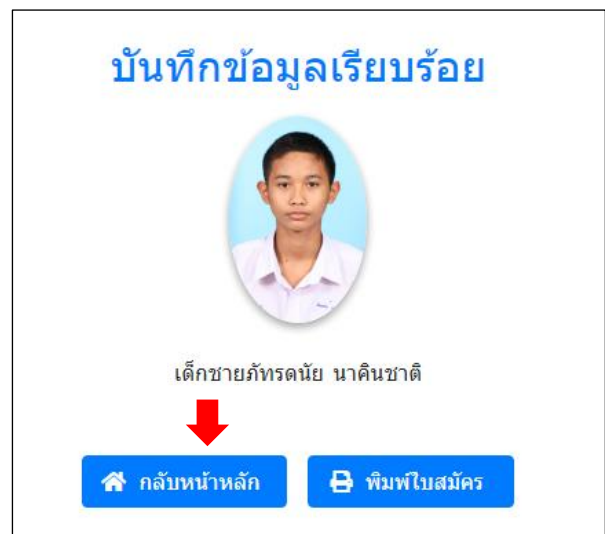 บันทึกข้อมูลเรียบร้อย
เด็กชายภัทรดนัย นาคินชาติ
กลับหน้าหลัก
พิมพ์ใบสมัคร